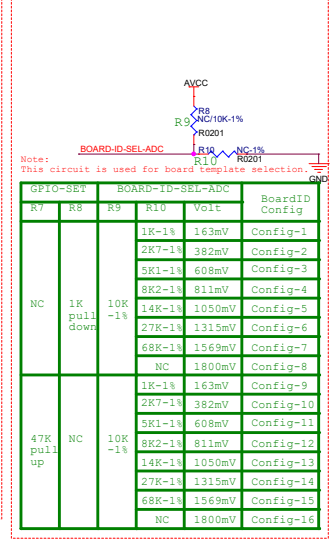 AVCC
R8
R9 NC/10K-1%
R0201
BOARD-ID-SEL-ADC R10 NC-1%
Note: R10 R0201
This circuit is used for board template selection.
GND
GPIO-SET BOARD-ID-SEL-ADC BoardID Config
R7 R8 R9 R10 Volt
1K-1% 163mV Config-1
2K7-1% 382mV Config-2
5K1-1% 608mV Config-3
8K2-1% 811mV Config-4
NC 1K pull down 10K -1% 14K-1% 1050mV Config-5
27K-1% 1315mV Config-6
68K-1% 1569mV Config-7
NC 1800mV Config-8
1K-1% 163mV Config-9
2K7-1% 382mV Config-10
5K1-1% 608mV Config-11
47K pull up NC 10K -1% 8K2-1% 811mV Config-12
14K-1% 1050mV Config-13
27K-1% 1315mV Config-14
68K-1% 1569mV Config-15
NC 1800mV Config-16